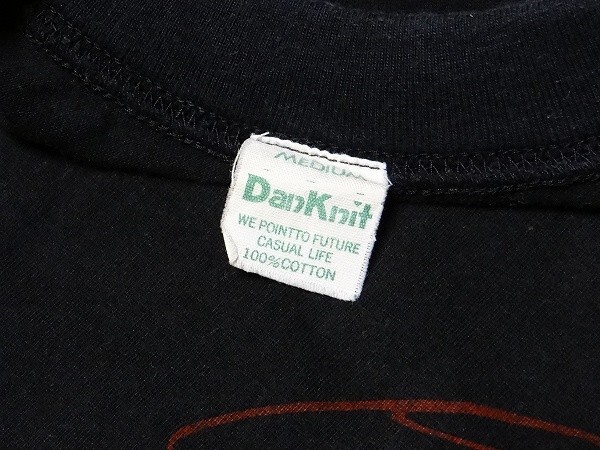 MEDIUM
DanKnit
WE POINTTO FUTURE
CASUAL LIFE
100%COTTON